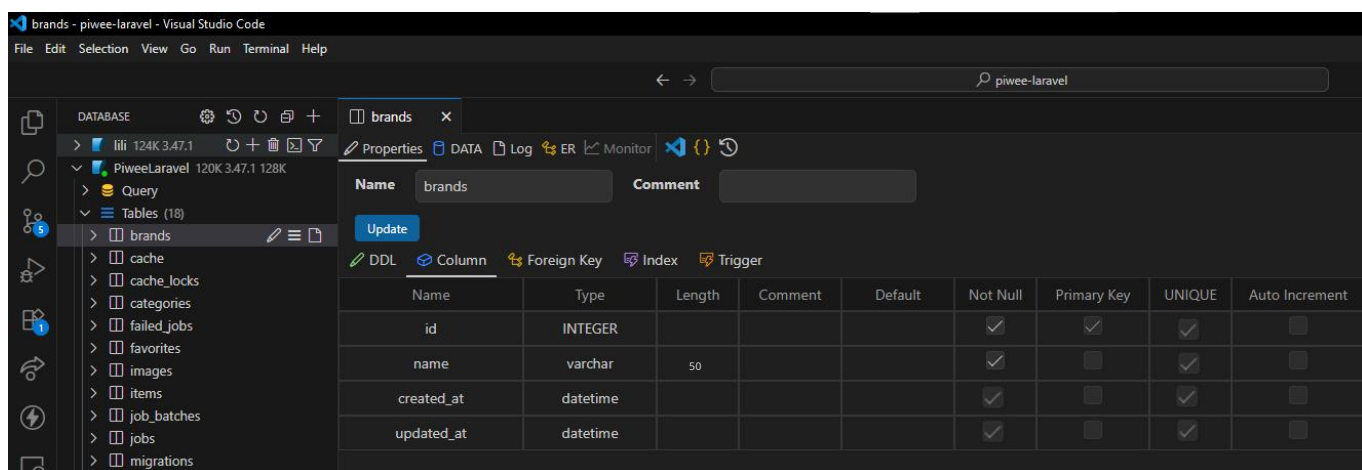 brands - piwee-laravel - Visual Studio Code
File Edit Selection View Go Run Terminal Help
piwee-laravel
DATABASE
lili 124K 3.47.1
PiweeLaravel 120K 3.47.1 128K
Query
Tables (18)
brands
cache
cache_locks
categories
failed_jobs
favorites
images
items
job_batches
jobs
migrations
5
1
brands
Properties DATA Log ER Monitor
Name brands Comment
Update
DDL Column Foreign Key Index Trigger
Name Type Length Comment Default Not Null Primary Key UNIQUE Auto Increment
id INTEGER
name varchar 50
created_at datetime
updated_at datetime